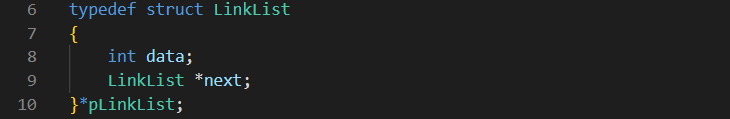 6 typedef struct LinkList
7 {
8     int data;
9     LinkList *next;
10 }*pLinkList;